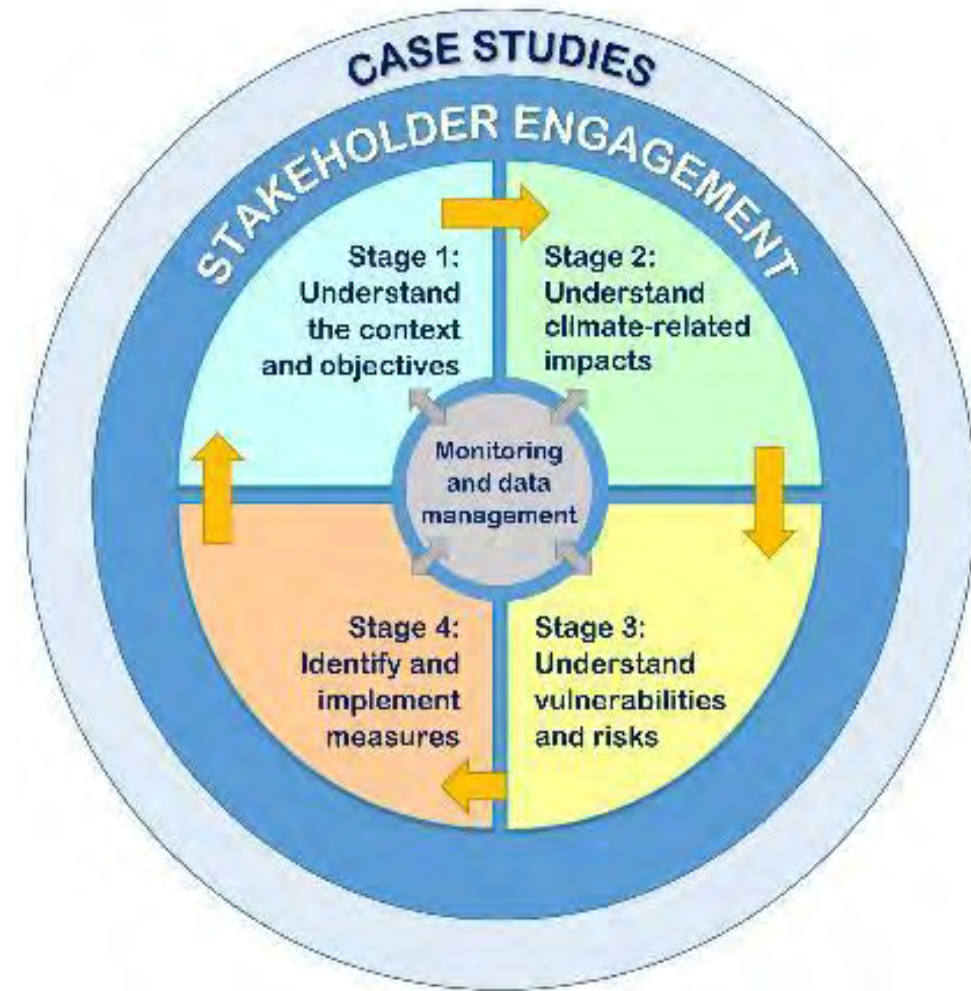 CASE STUDIES
STAKEHOLDER ENGAGEMENT
Stage 1:
Understand
the context
and objectives
Stage 2:
Understand
climate-related
impacts
Monitoring
and data
management
Stage 4:
Identify and
implement
measures
Stage 3:
Understand
vulnerabilities
and risks